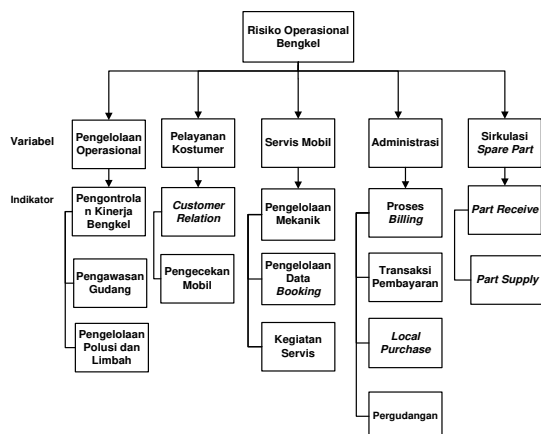 Risiko Operasional
Bengkel
Variabel
Pengelolaan
Operasional
Pelayanan
Kostumer
Servis Mobil
Administrasi
Sirkulasi
Spare Part
Indikator
Pengontrola
n Kinerja
Bengkel
Customer
Relation
Pengelolaan
Mekanik
Proses
Billing
Part Receive
Pengawasan
Gudang
Pengecekan
Mobil
Pengelolaan
Data
Booking
Transaksi
Pembayaran
Part Supply
Pengelolaan
Polusi dan
Limbah
Kegiatan
Servis
Local
Purchase
Pergudangan